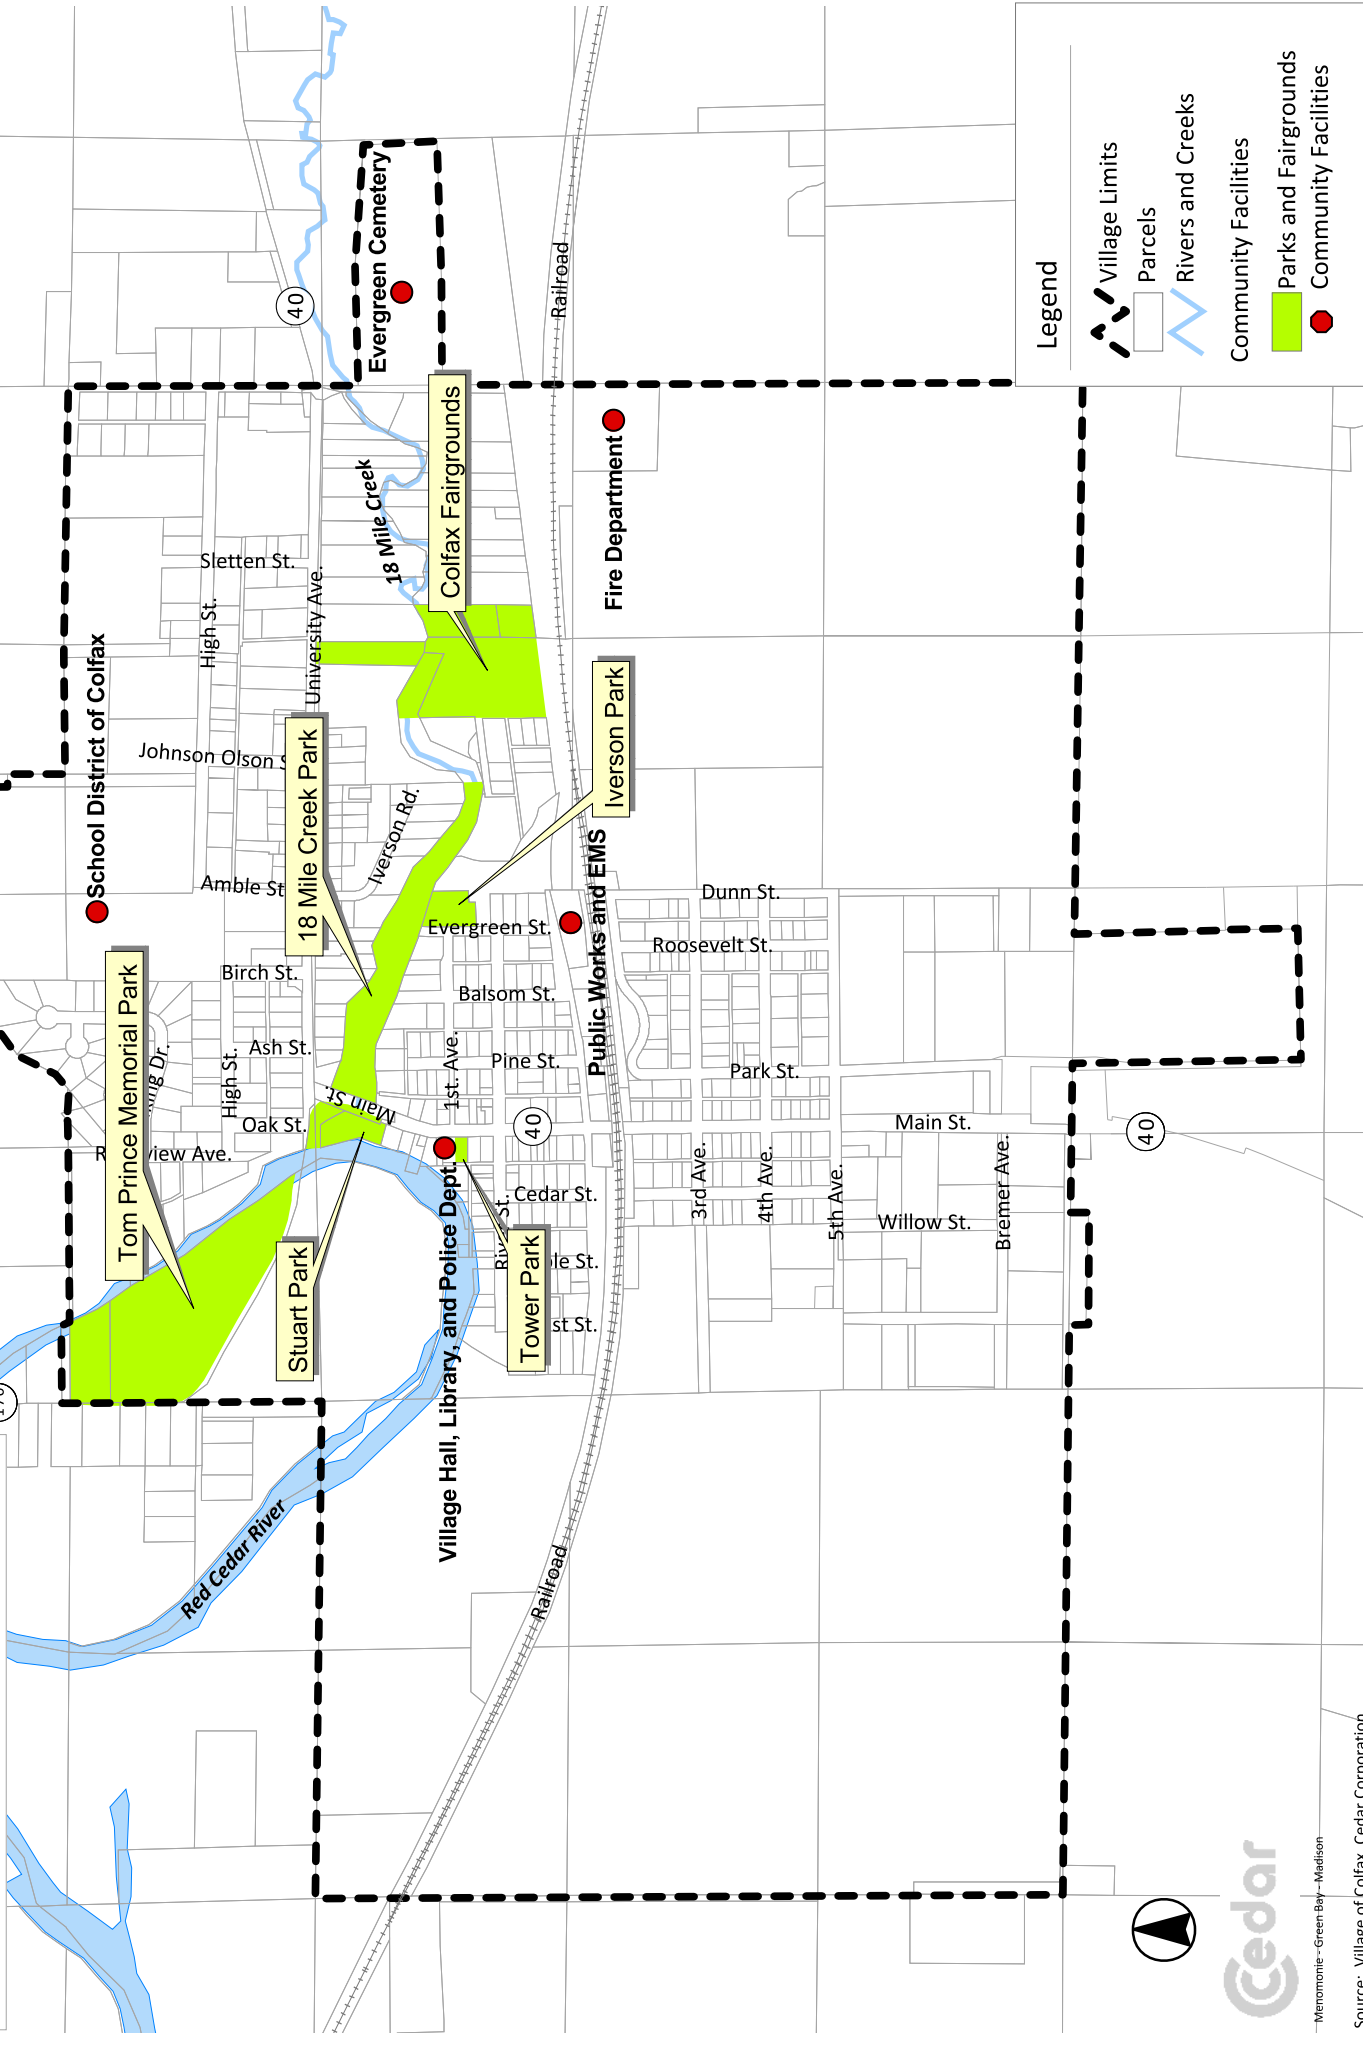 School District of Colfax
Evergreen Cemetery
40
Railroad
Colfax Fairgrounds
18 Mile Creek
Fire Department
Sletten St.
High St.
University Ave.
Johnson Olson
18 Mile Creek Park
Iverson Rd.
Iverson Park
Amble St.
Public Works and EMS
Dunn St.
Evergreen St.
Roosevelt St.
Tom Prince Memorial Park
Birch St.
Balsom St.
Ash St.
High St.
1st. Ave.
Pine St.
Park St.
Main St.
Oak St.
40
Main St.
40
view Ave.
Village Hall, Library, and Police Dept.
Cedar St.
3rd Ave.
4th Ave.
5th Ave.
Bremer Ave.
Willow St.
Stuart Park
Tower Park
Red Cedar River
Railroad
Legend
Village Limits
Parcels
Rivers and Creeks
Community Facilities
Parks and Fairgrounds
Community Facilities
Cedar
Menomonie - Green Bay - Madison
Source: Village of Colfax, Cedar Corporation